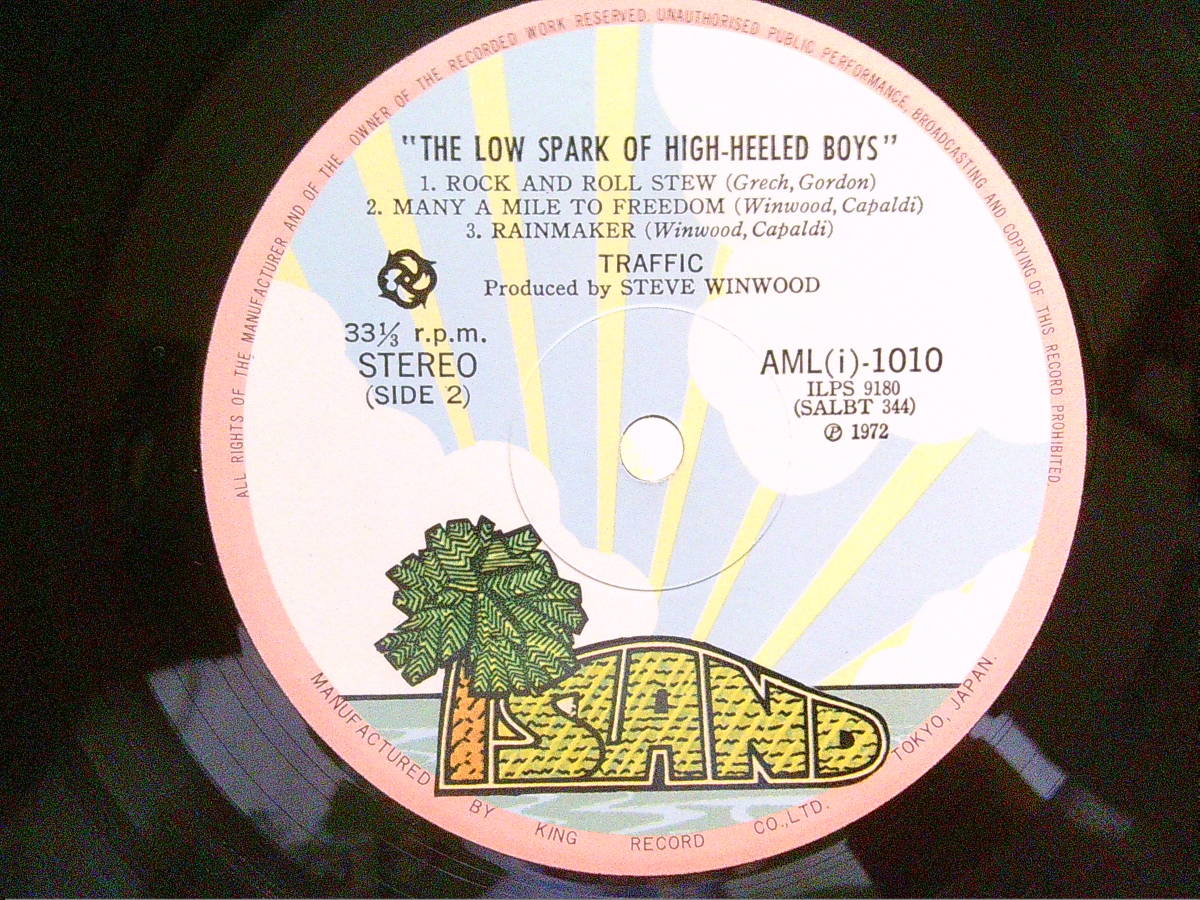 ALL RIGHTS OF THE MANUFACTURER AND OF THE OWNER OF THE RECORDED WORK RESERVED. UNAUTHORISED PUBLIC PERFORMANCE, BROADCASTING AND COPYING OF THIS RECORD PROHIBITED.
"THE LOW SPARK OF HIGH-HEELED BOYS"
1. ROCK AND ROLL STEW (Grech, Gordon)
2. MANY A MILE TO FREEDOM (Winwood, Capaldi)
3. RAINMAKER (Winwood, Capaldi)
TRAFFIC
Produced by STEVE WINWOOD
33⅓ r.p.m.
STEREO
(SIDE 2)
AML(i)-1010
ILPS 9180
(SALBT 344)
℗ 1972
ISLAND
MANUFACTURED BY KING RECORD CO.,LTD. TOKYO, JAPAN.